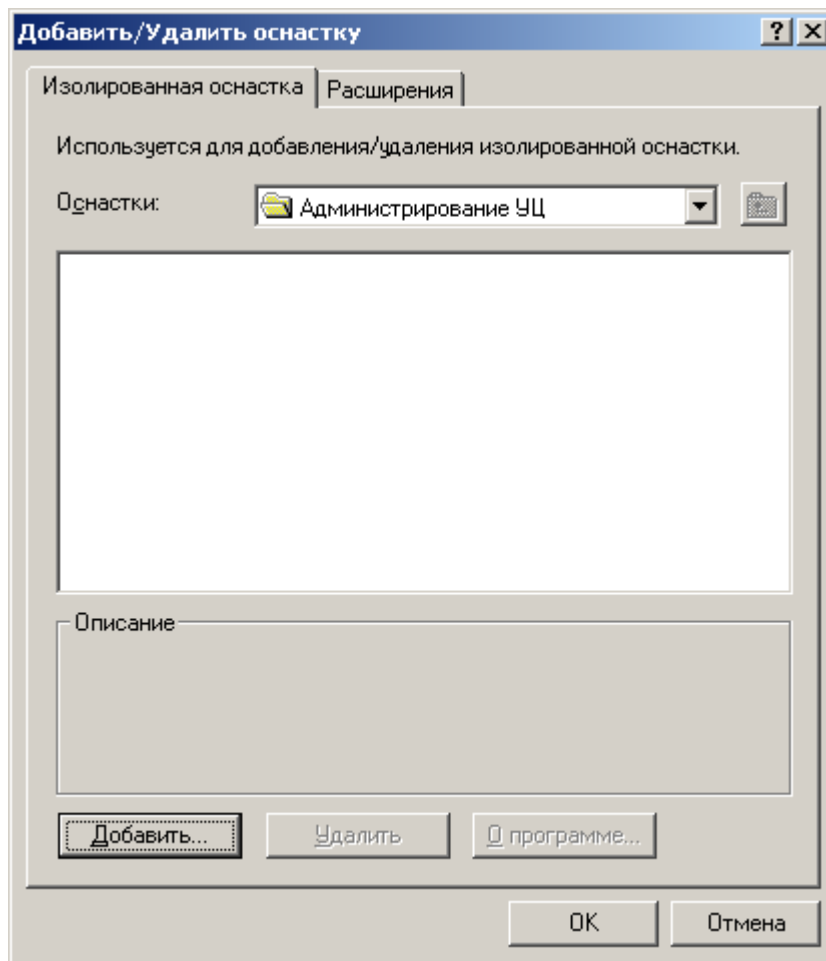 Добавить/Удалить оснастку
Изолированная оснастка Расширения
Используется для добавления/удаления изолированной оснастки.
Оснастки: Администрирование УЦ
Описание
Добавить... Удалить О программе...
OK Отмена